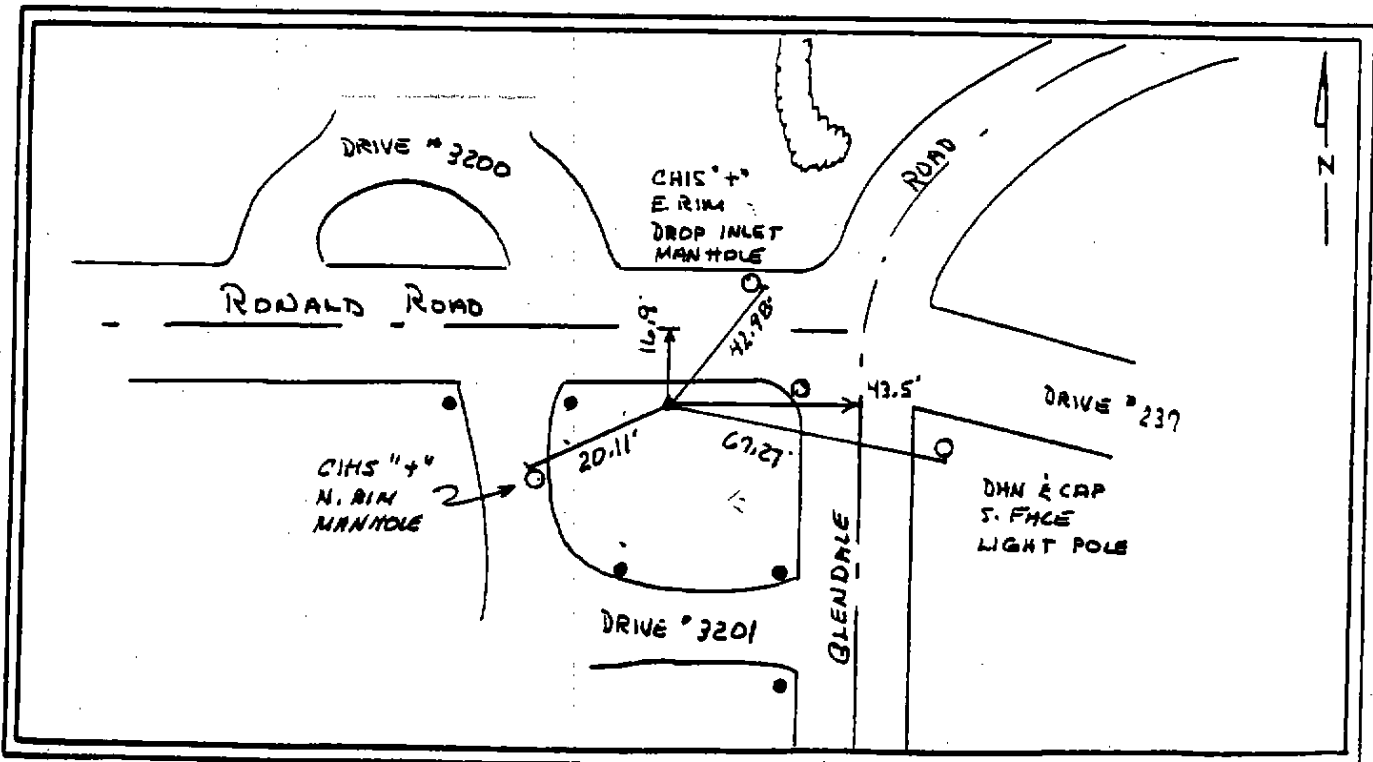 DRIVE # 3200
ROAD
N
CHIS "+"
E. RIM
DROP INLET
MANHOLE
RONALD ROAD
16.9'
42.98'
43.5'
DRIVE # 237
20.11'
67.27'
CHIS "+"
N. RIM
MANHOLE
DHN & CAP
S. FACE
LIGHT POLE
GLENDALE
DRIVE # 3201